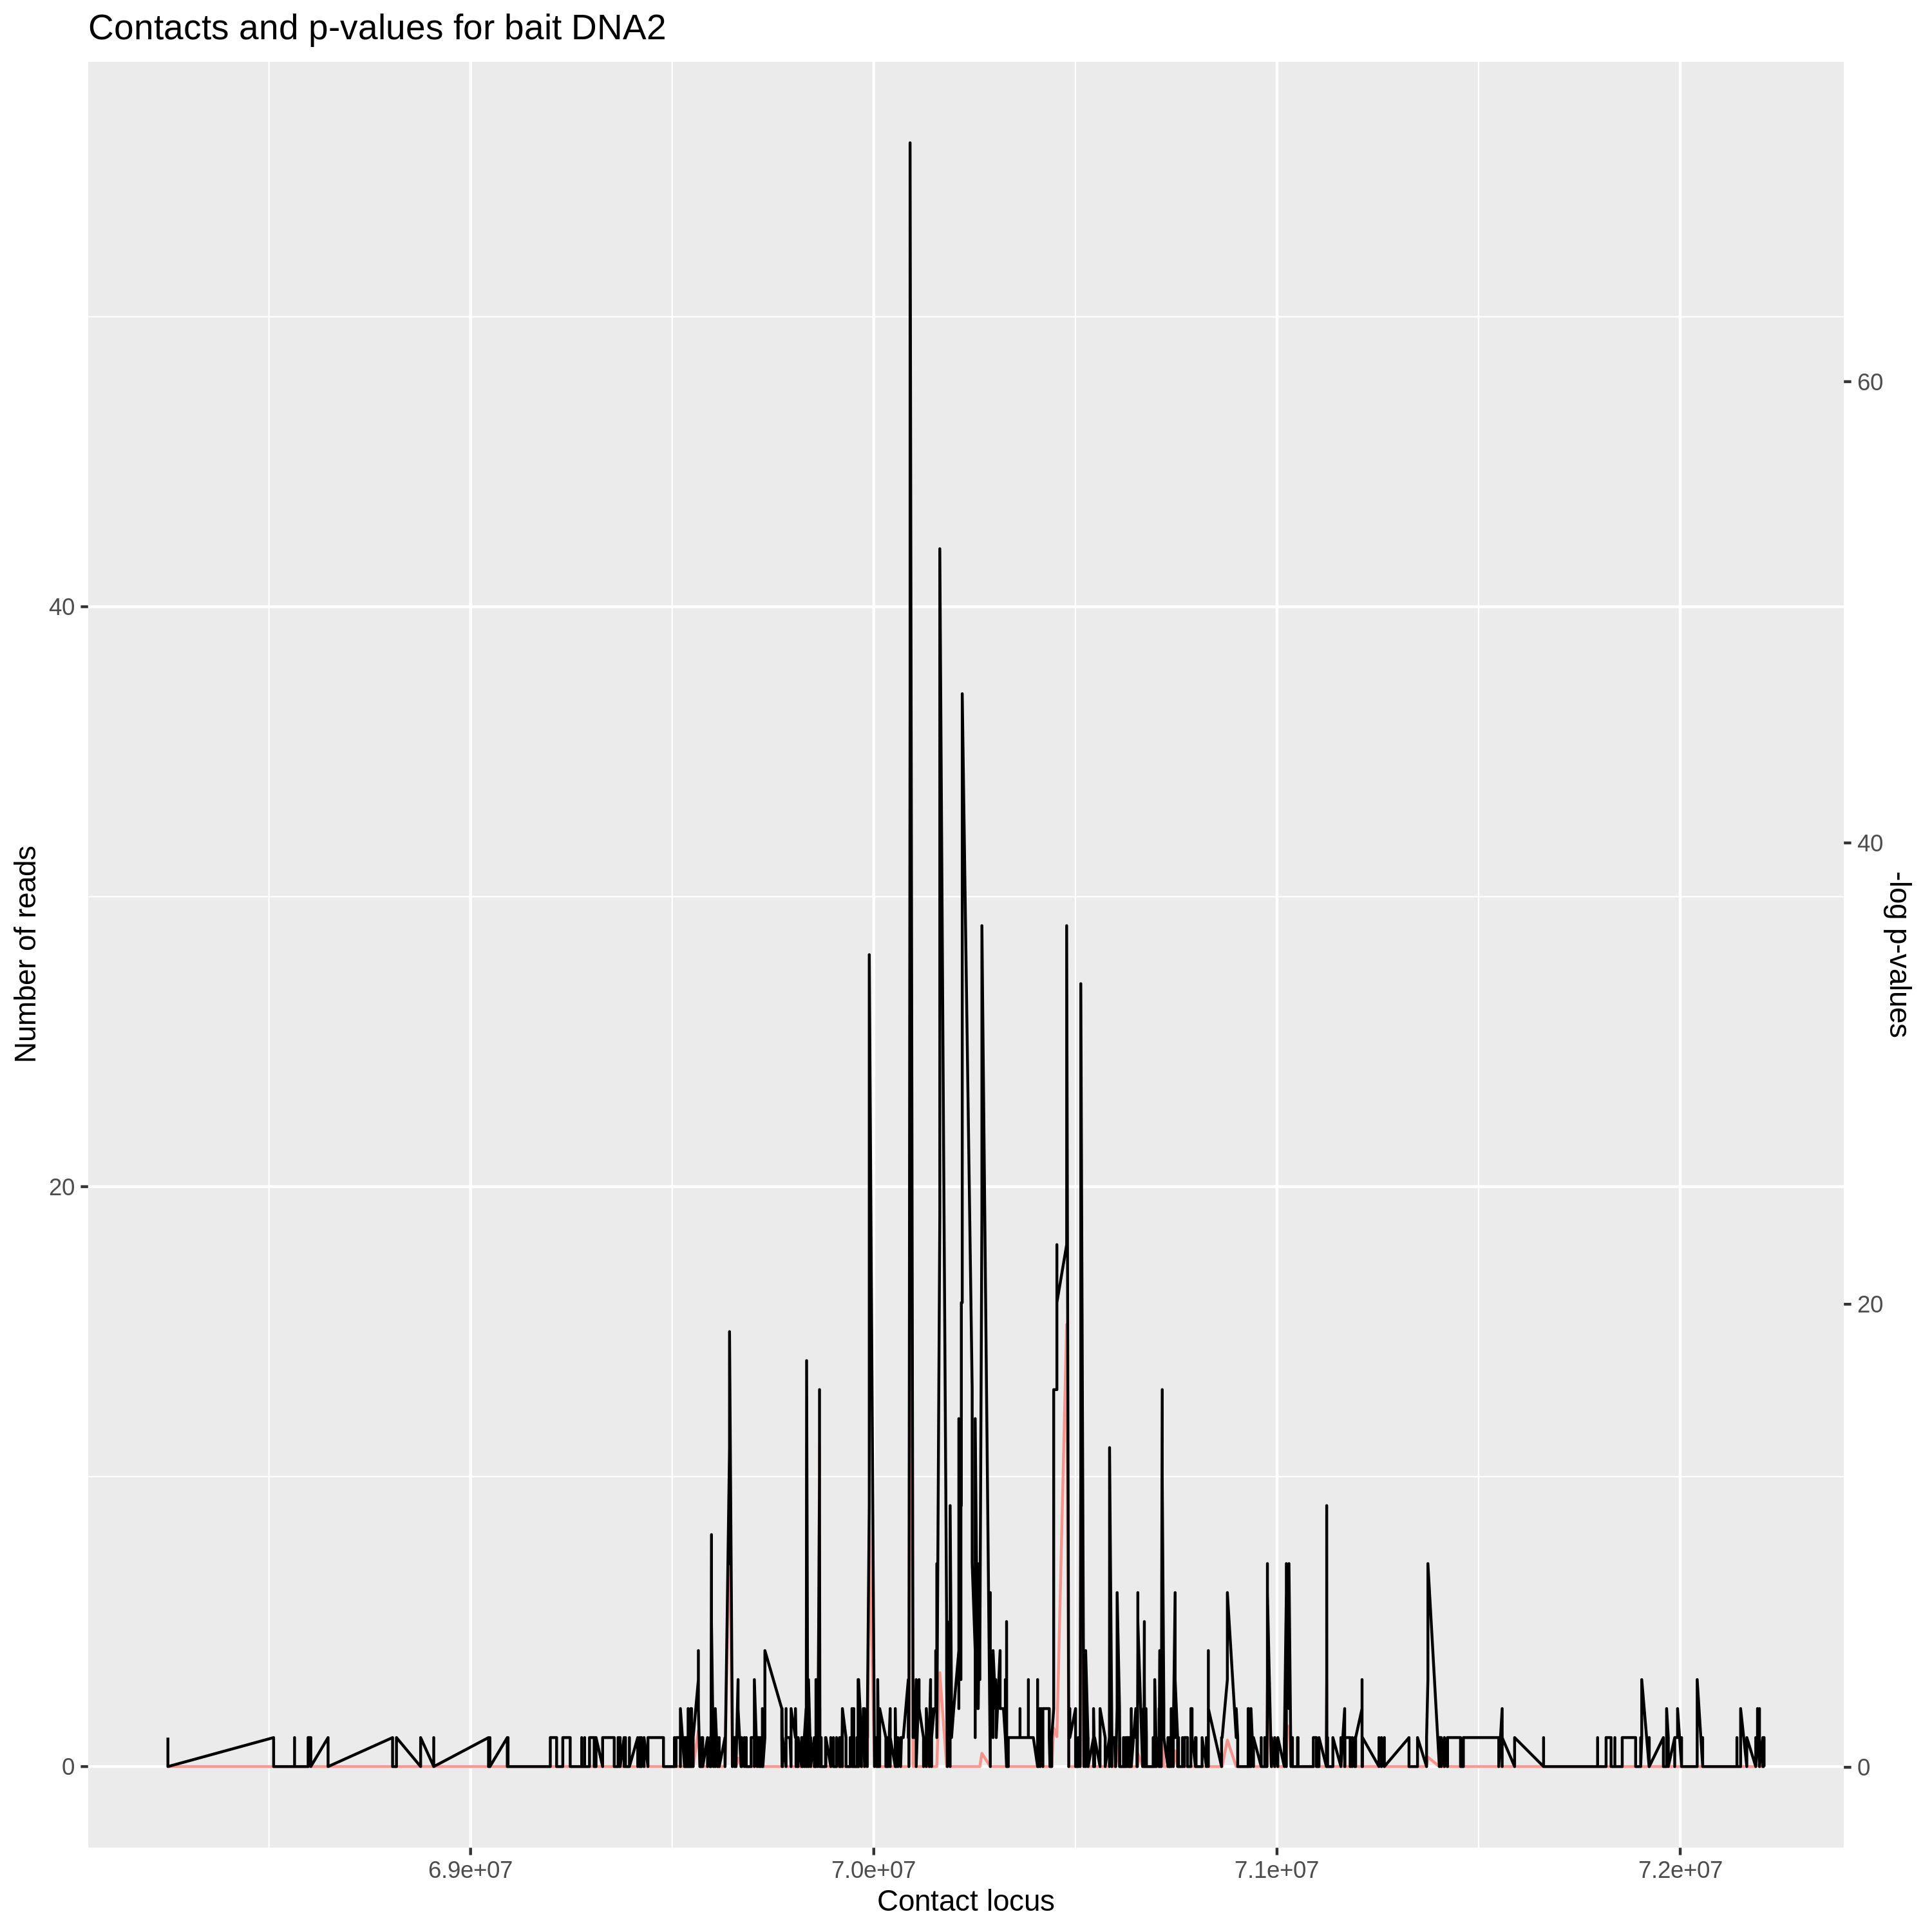 Contacts and p-values for bait DNA2
Number of reads
40
20
0
60
40
20
0
-log p-values
6.9e+07 7.0e+07 7.1e+07 7.2e+07
Contact locus